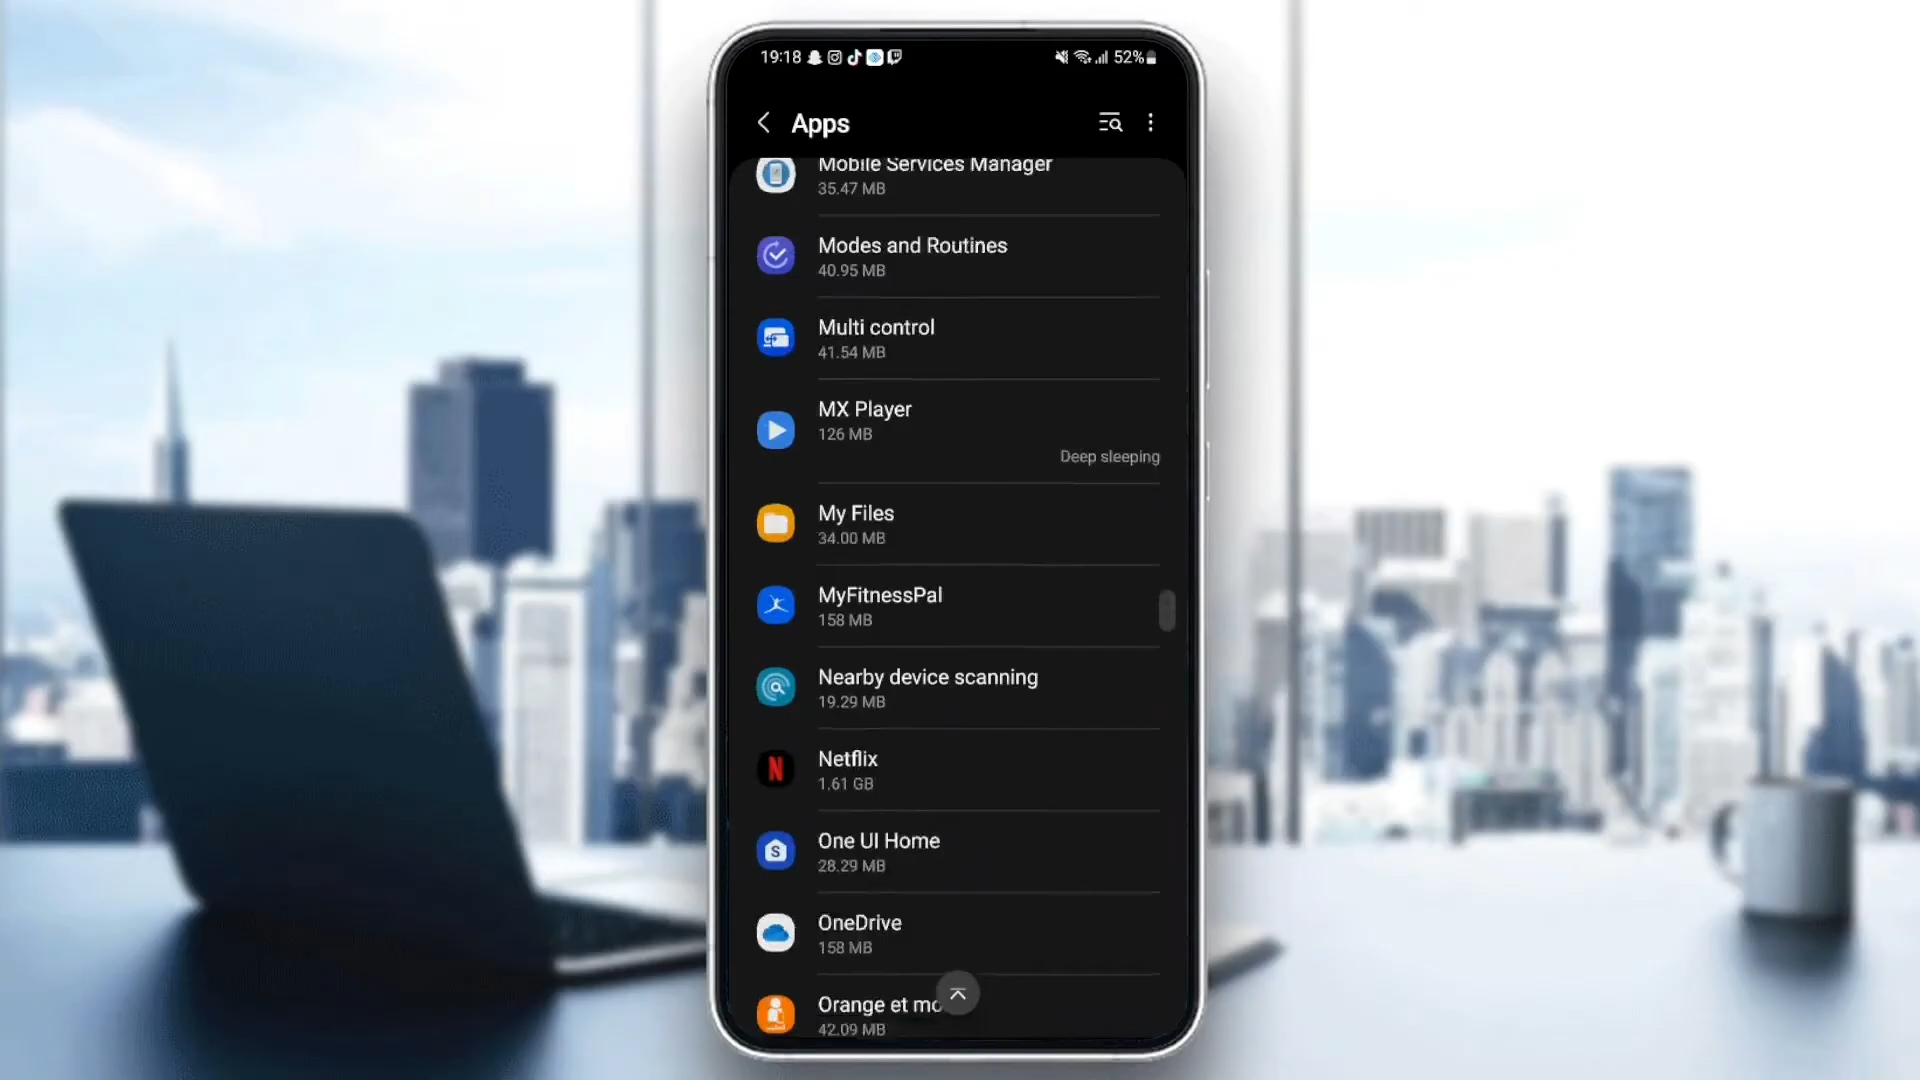 19:18 52%
Apps
Mobile Services Manager
35.47 MB
Modes and Routines
40.95 MB
Multi control
41.54 MB
MX Player
126 MB
Deep sleeping
My Files
34.00 MB
MyFitnessPal
158 MB
Nearby device scanning
19.29 MB
N
Netflix
1.61 GB
S
One UI Home
28.29 MB
OneDrive
158 MB
Orange et mo
42.09 MB